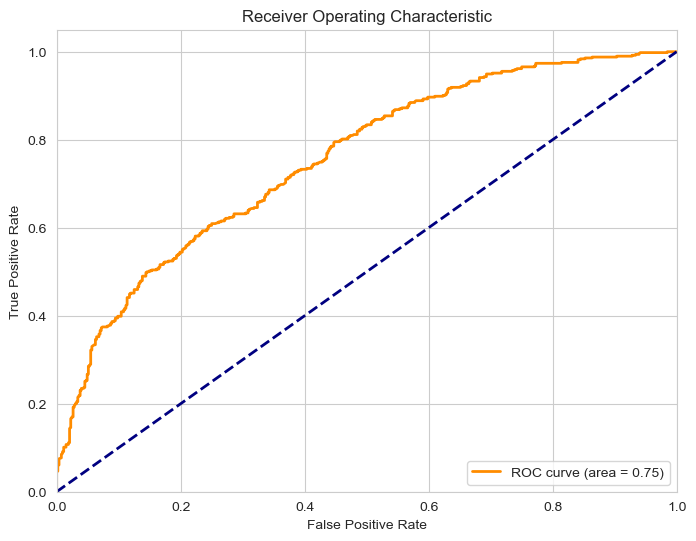 Receiver Operating Characteristic
1.0
0.8
0.6
0.4
0.2
0.0
True Positive Rate
ROC curve (area = 0.75)
0.0 0.2 0.4 0.6 0.8 1.0
False Positive Rate